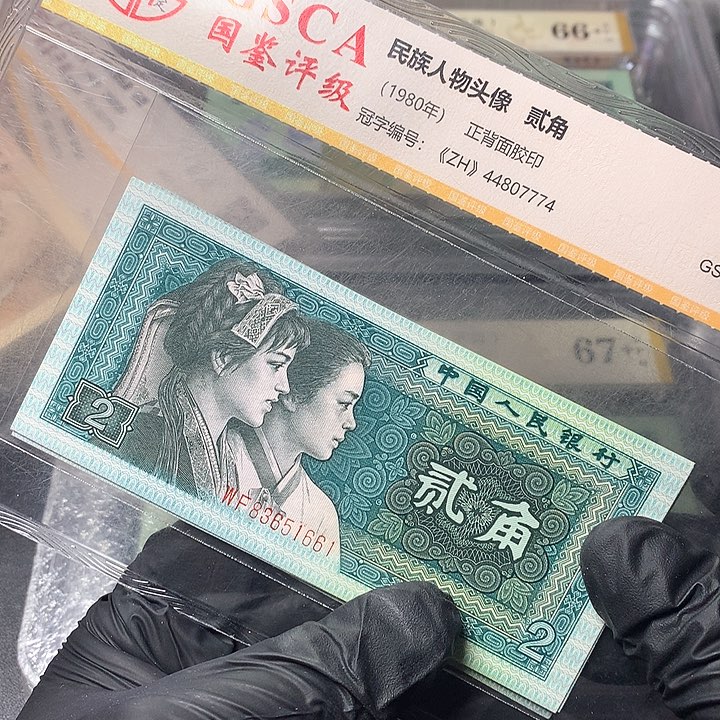 GSCA
国鉴评级
民族人物头像 贰角
(1980年) 正背面胶印
冠字编号:《ZH》44807774
GS
66
67
中国人民银行
贰角
2
WF83651661
2